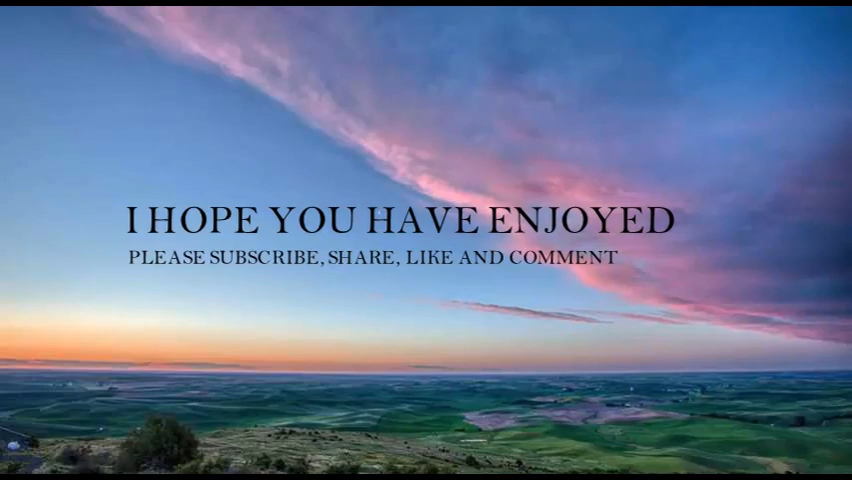 I HOPE YOU HAVE ENJOYED
PLEASE SUBSCRIBE, SHARE, LIKE AND COMMENT